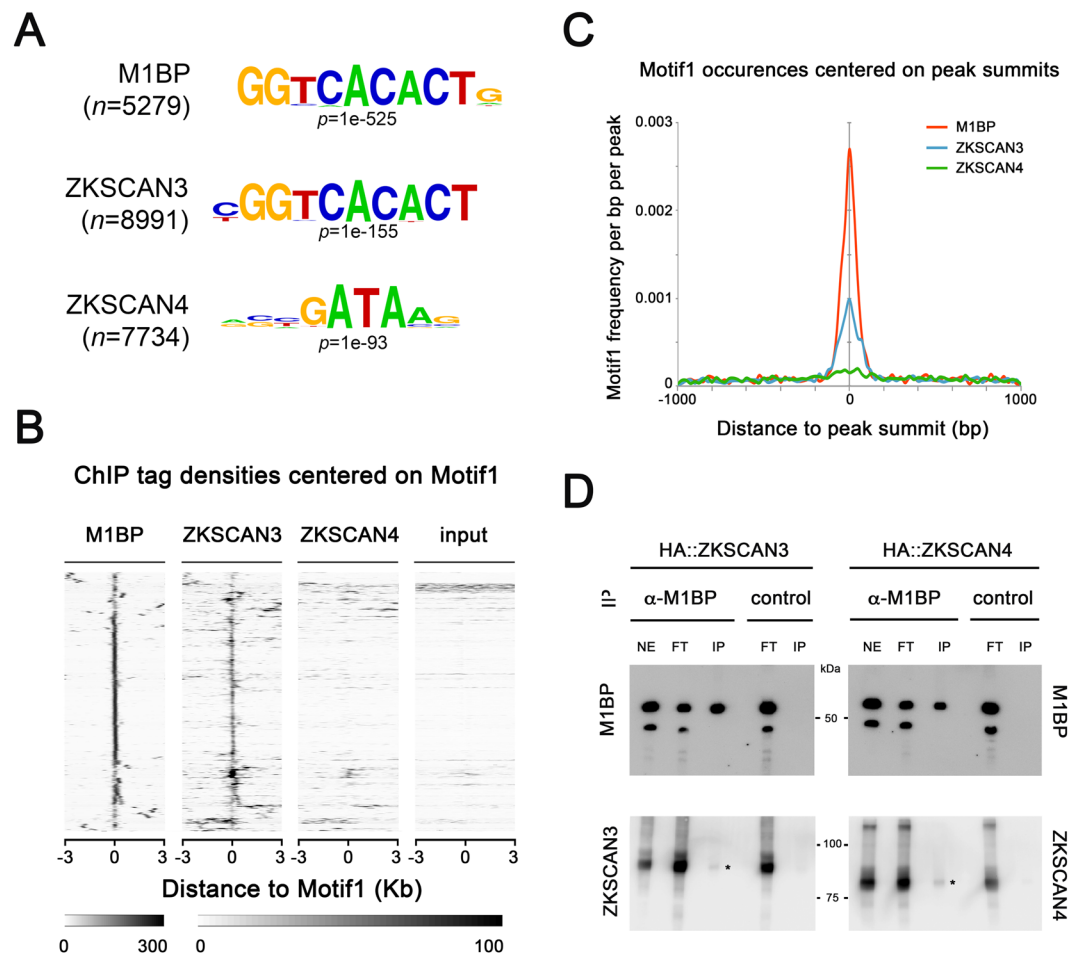 A
M1BP
(n=5279)
GGTCACACTG
p=1e-525
ZKSCAN3
(n=8991)
CGGTCACACT
p=1e-155
ZKSCAN4
(n=7734)
GATAAG
p=1e-93
B
ChIP tag densities centered on Motif1
M1BP ZKSCAN3 ZKSCAN4 input
-3 0 3 -3 0 3 -3 0 3 -3 0 3
Distance to Motif1 (Kb)
0 300 0 100
C
Motif1 occurences centered on peak summits
Motif1 frequency per bp per peak
0.003
0.002
0.001
0
M1BP
ZKSCAN3
ZKSCAN4
-1000 0 1000
Distance to peak summit (bp)
D
HA::ZKSCAN3 HA::ZKSCAN4
IP
α-M1BP control α-M1BP control
NE FT IP FT IP NE FT IP FT IP
kDa
M1BP
50
M1BP
ZKSCAN3
*
100
75
*
ZKSCAN4